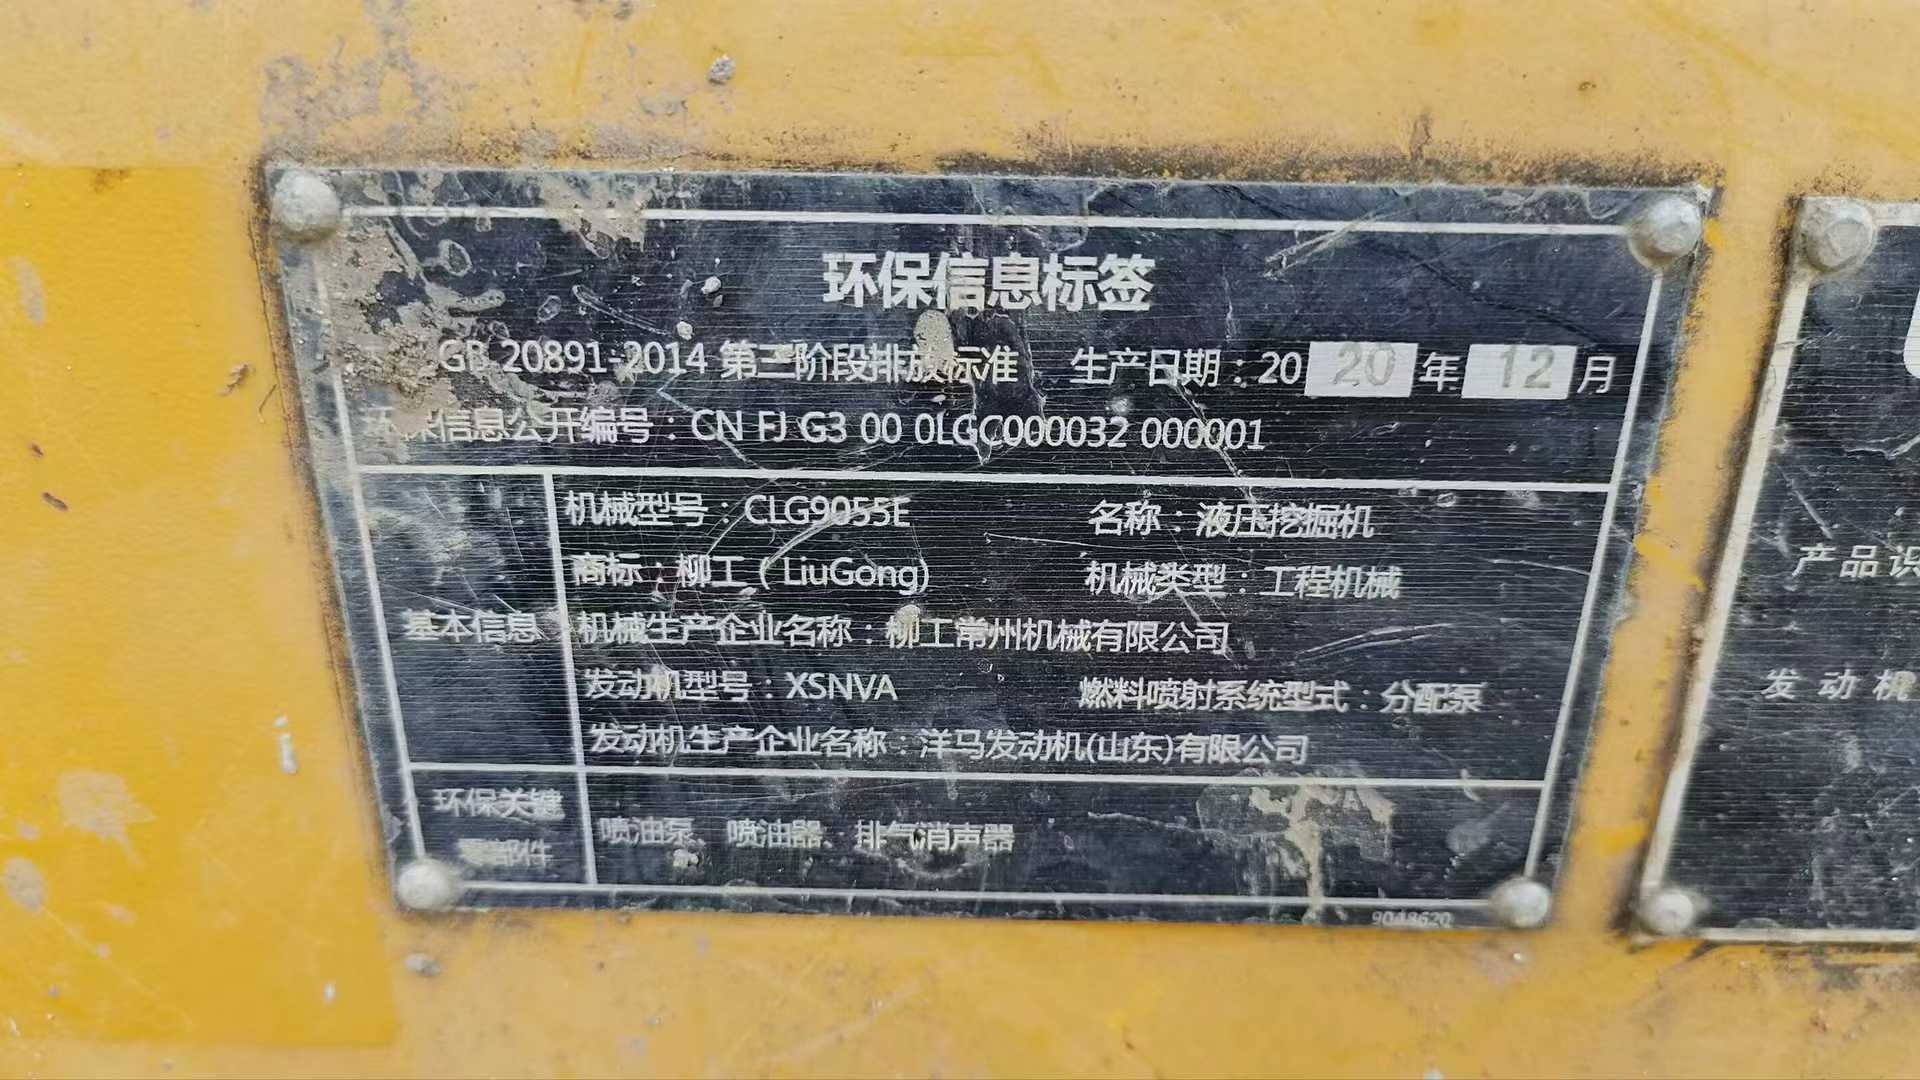 环保信息标签
GB 20891-2014 第三阶段排放标准 生产日期：20 20 年 12 月
环保信息公开编号：CN FJ G3 00 0LGC000032 000001
机械型号：CLG9055E 名称：液压挖掘机
商标：柳工（LiuGong） 机械类型：工程机械
基本信息 机械生产企业名称：柳工常州机械有限公司
发动机型号：XSNVA 燃料喷射系统型式：分配泵
发动机生产企业名称：洋马发动机(山东)有限公司
环保关键
零部件
喷油泵、喷油器、排气消声器
9048620
产品识
发动机